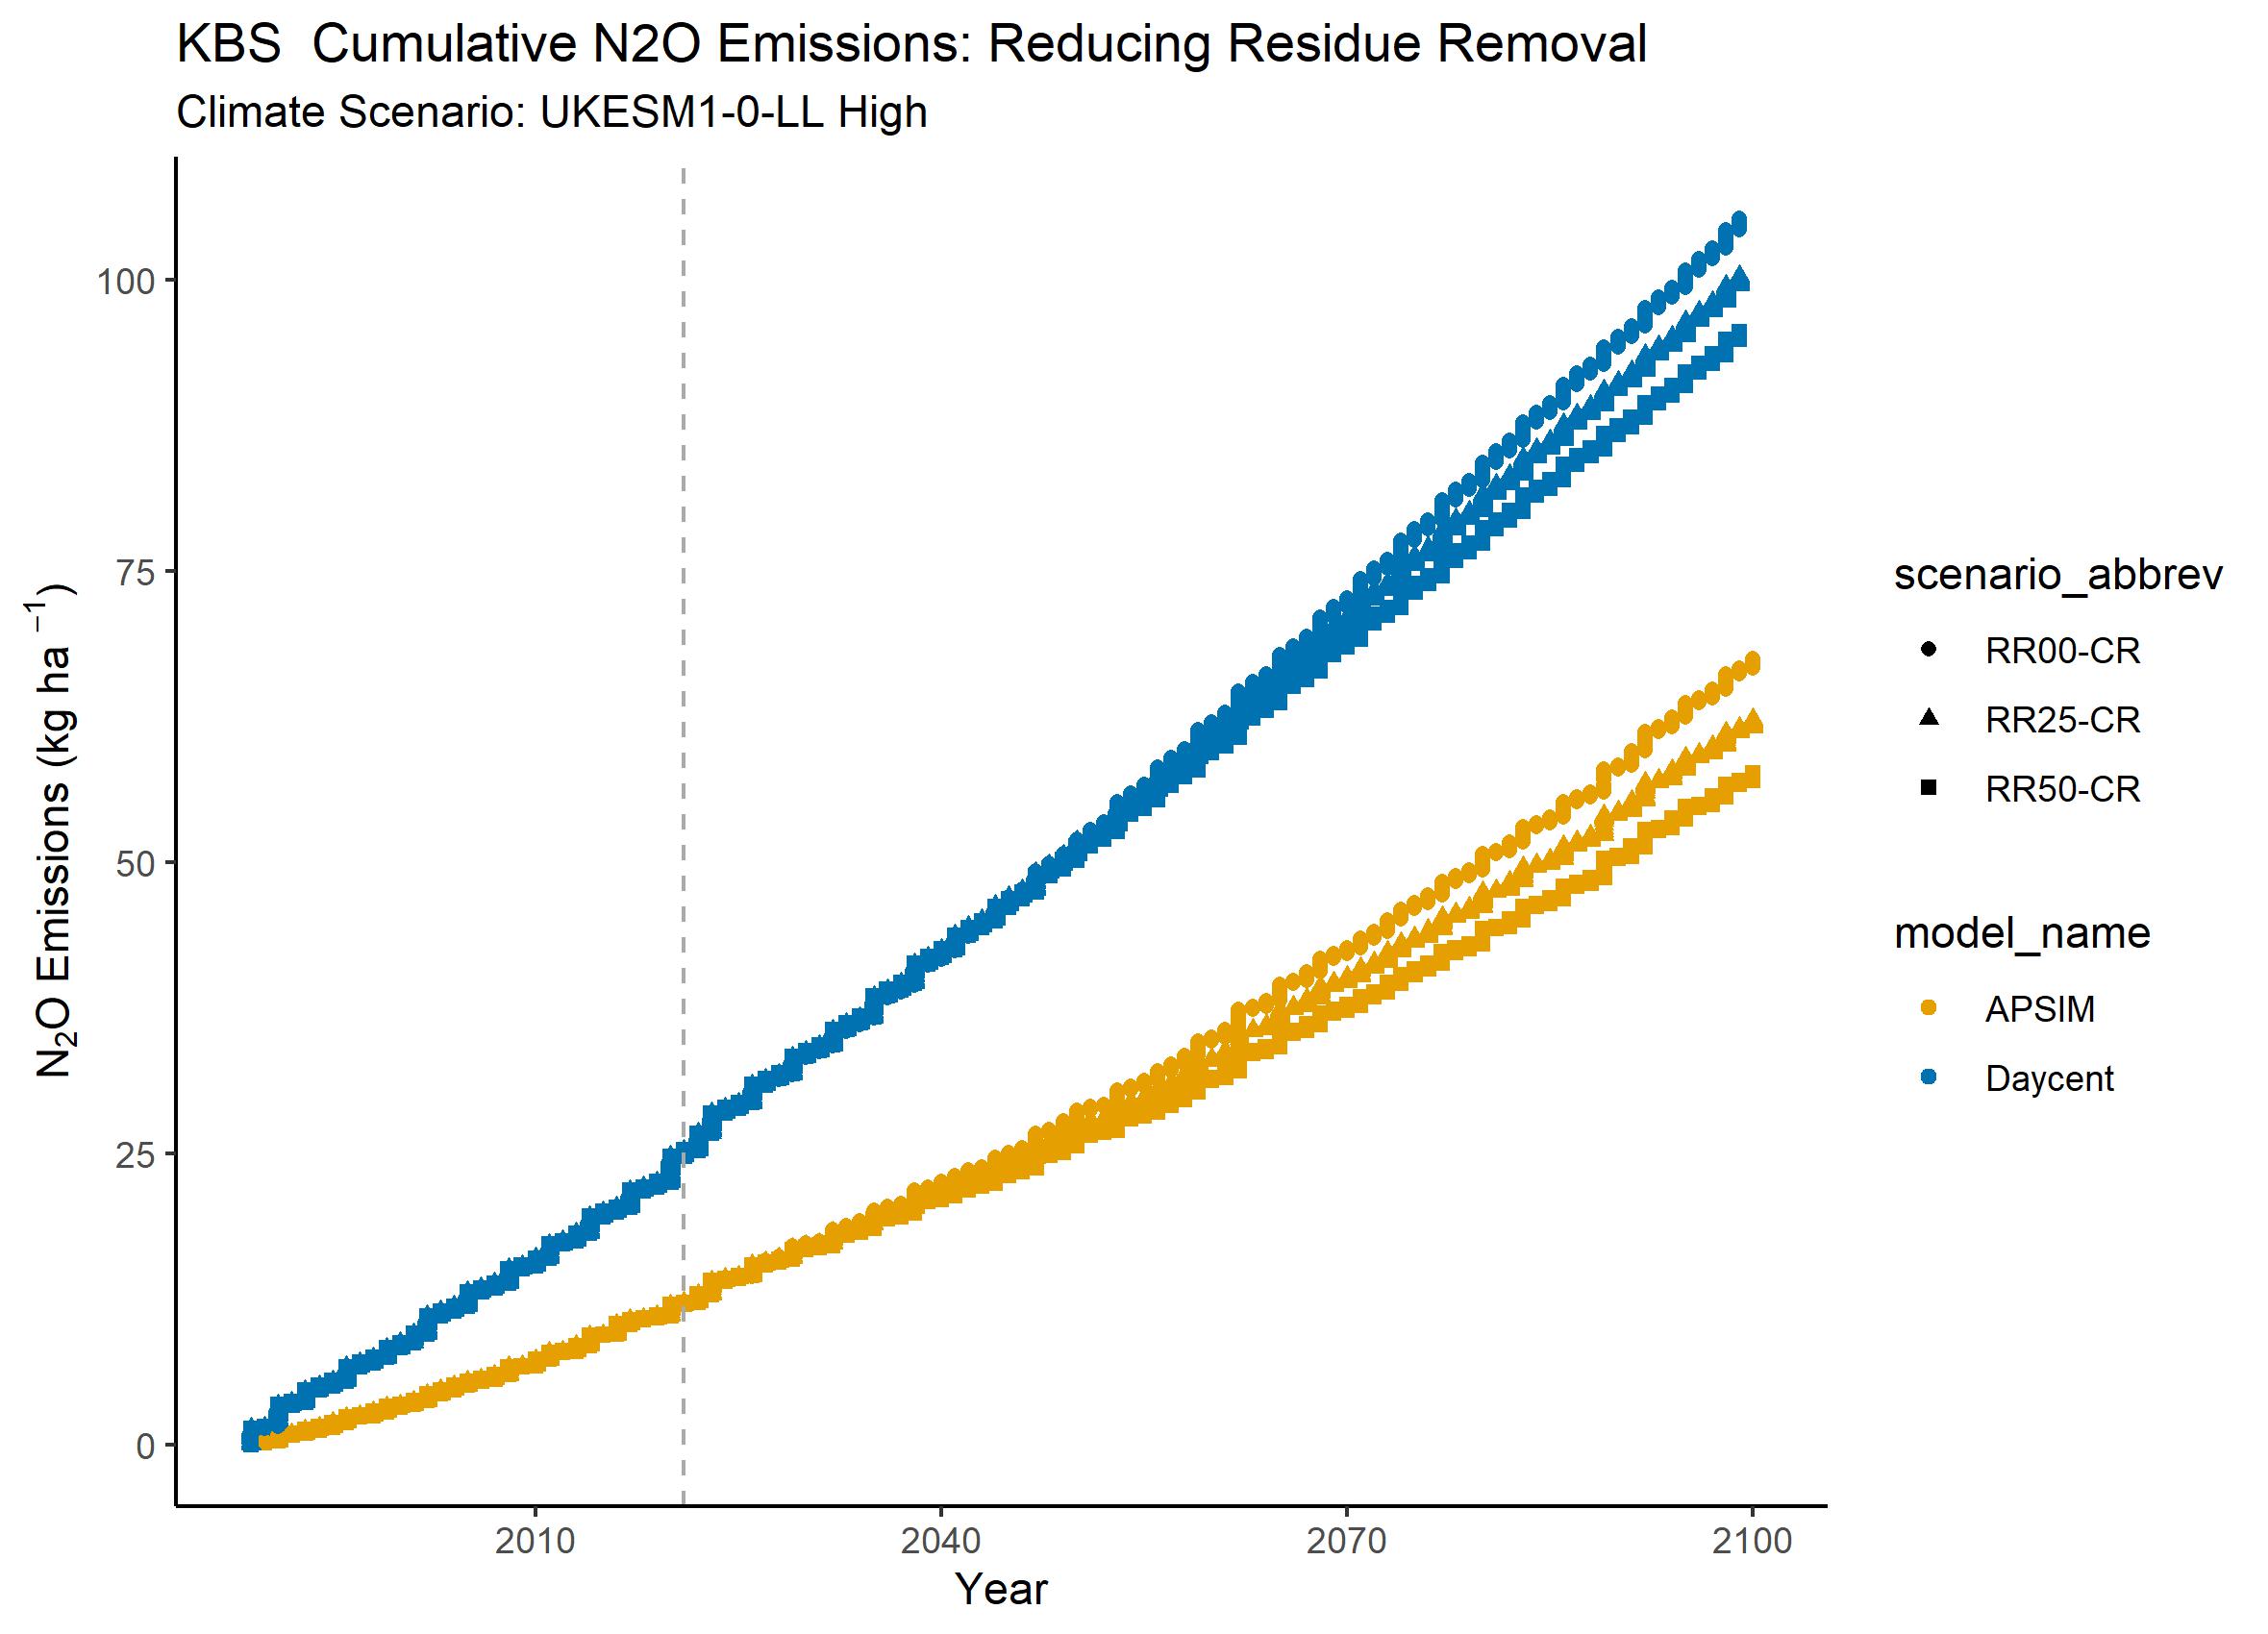 KBS  Cumulative N2O Emissions: Reducing Residue Removal
Climate Scenario: UKESM1-0-LL High
N₂O Emissions (kg ha ⁻¹)
100
75
50
25
0
2010 2040 2070 2100
Year
scenario_abbrev
RR00-CR
RR25-CR
RR50-CR
model_name
APSIM
Daycent